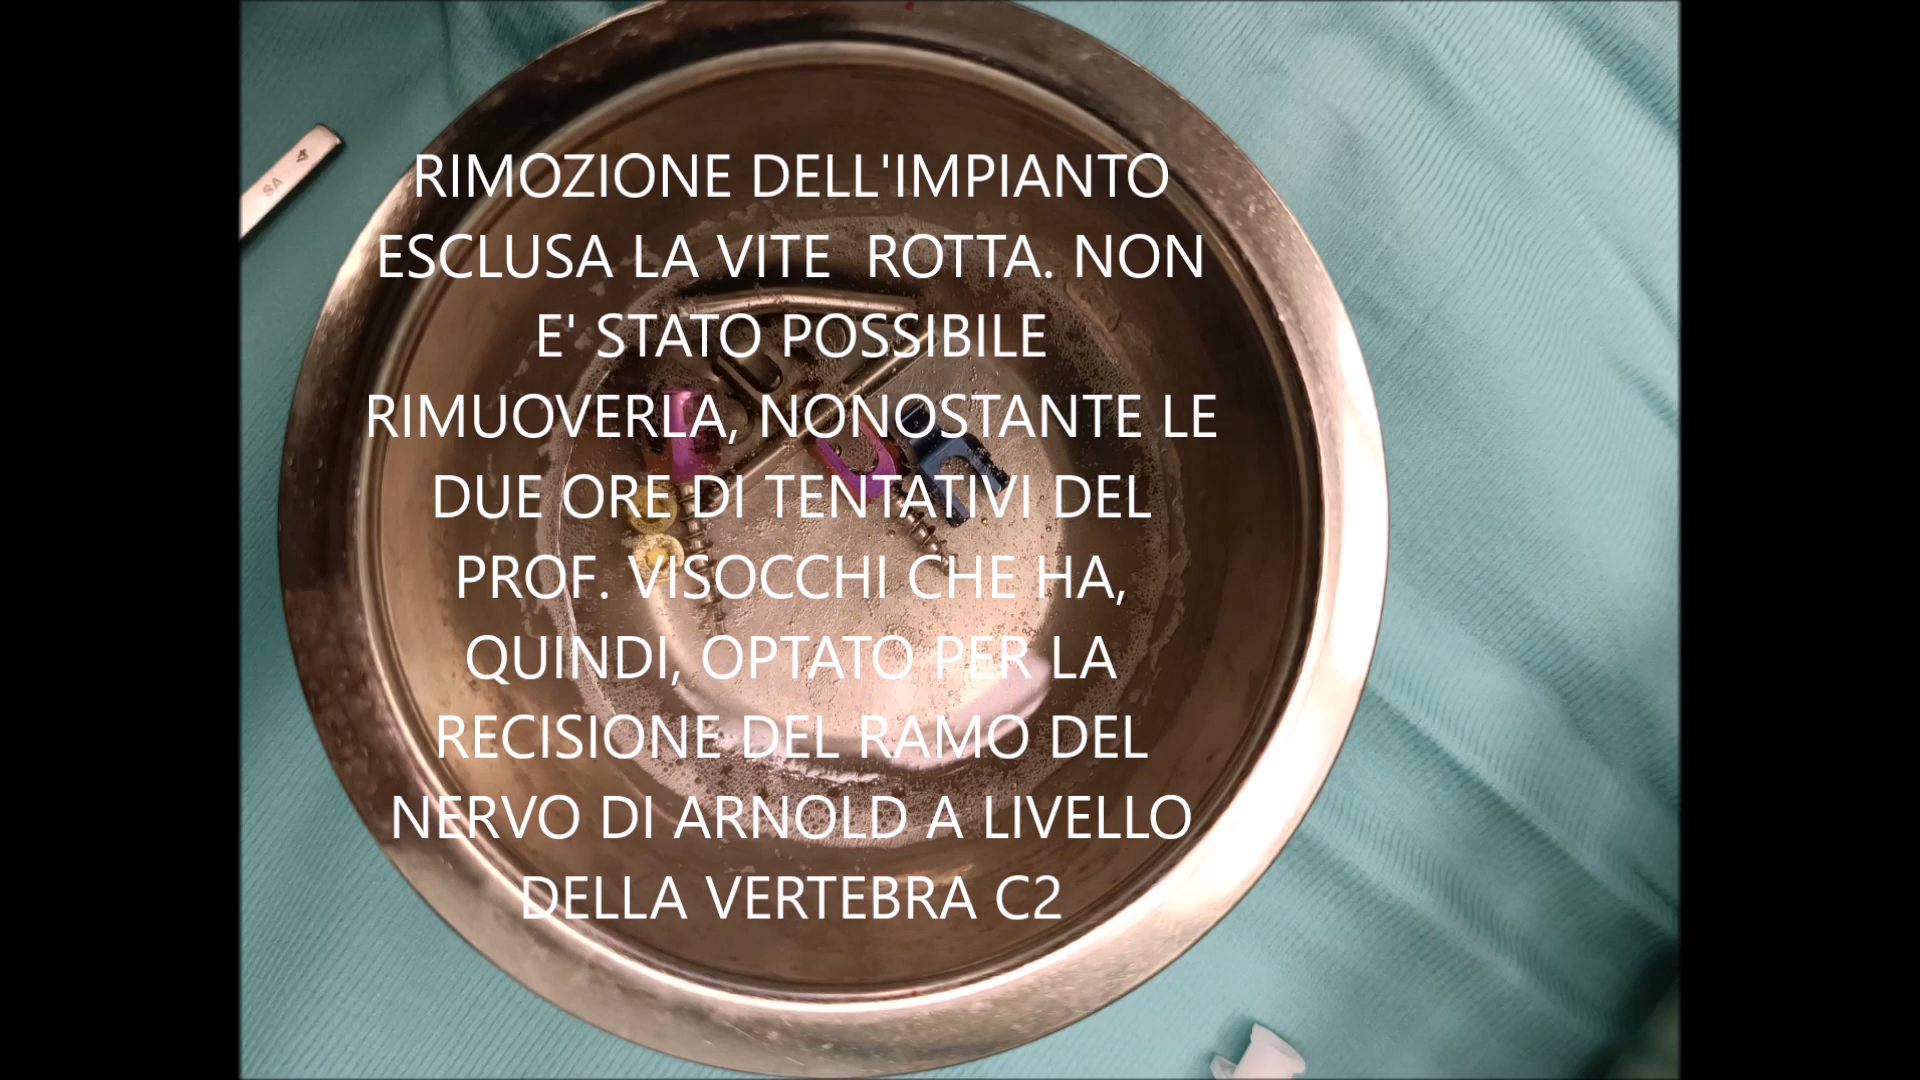 RIMOZIONE DELL'IMPIANTO
ESCLUSA LA VITE  ROTTA. NON
E' STATO POSSIBILE
RIMUOVERLA, NONOSTANTE LE
DUE ORE DI TENTATIVI DEL
PROF. VISOCCHI CHE HA,
QUINDI, OPTATO PER LA
RECISIONE DEL RAMO DEL
NERVO DI ARNOLD A LIVELLO
DELLA VERTEBRA C2